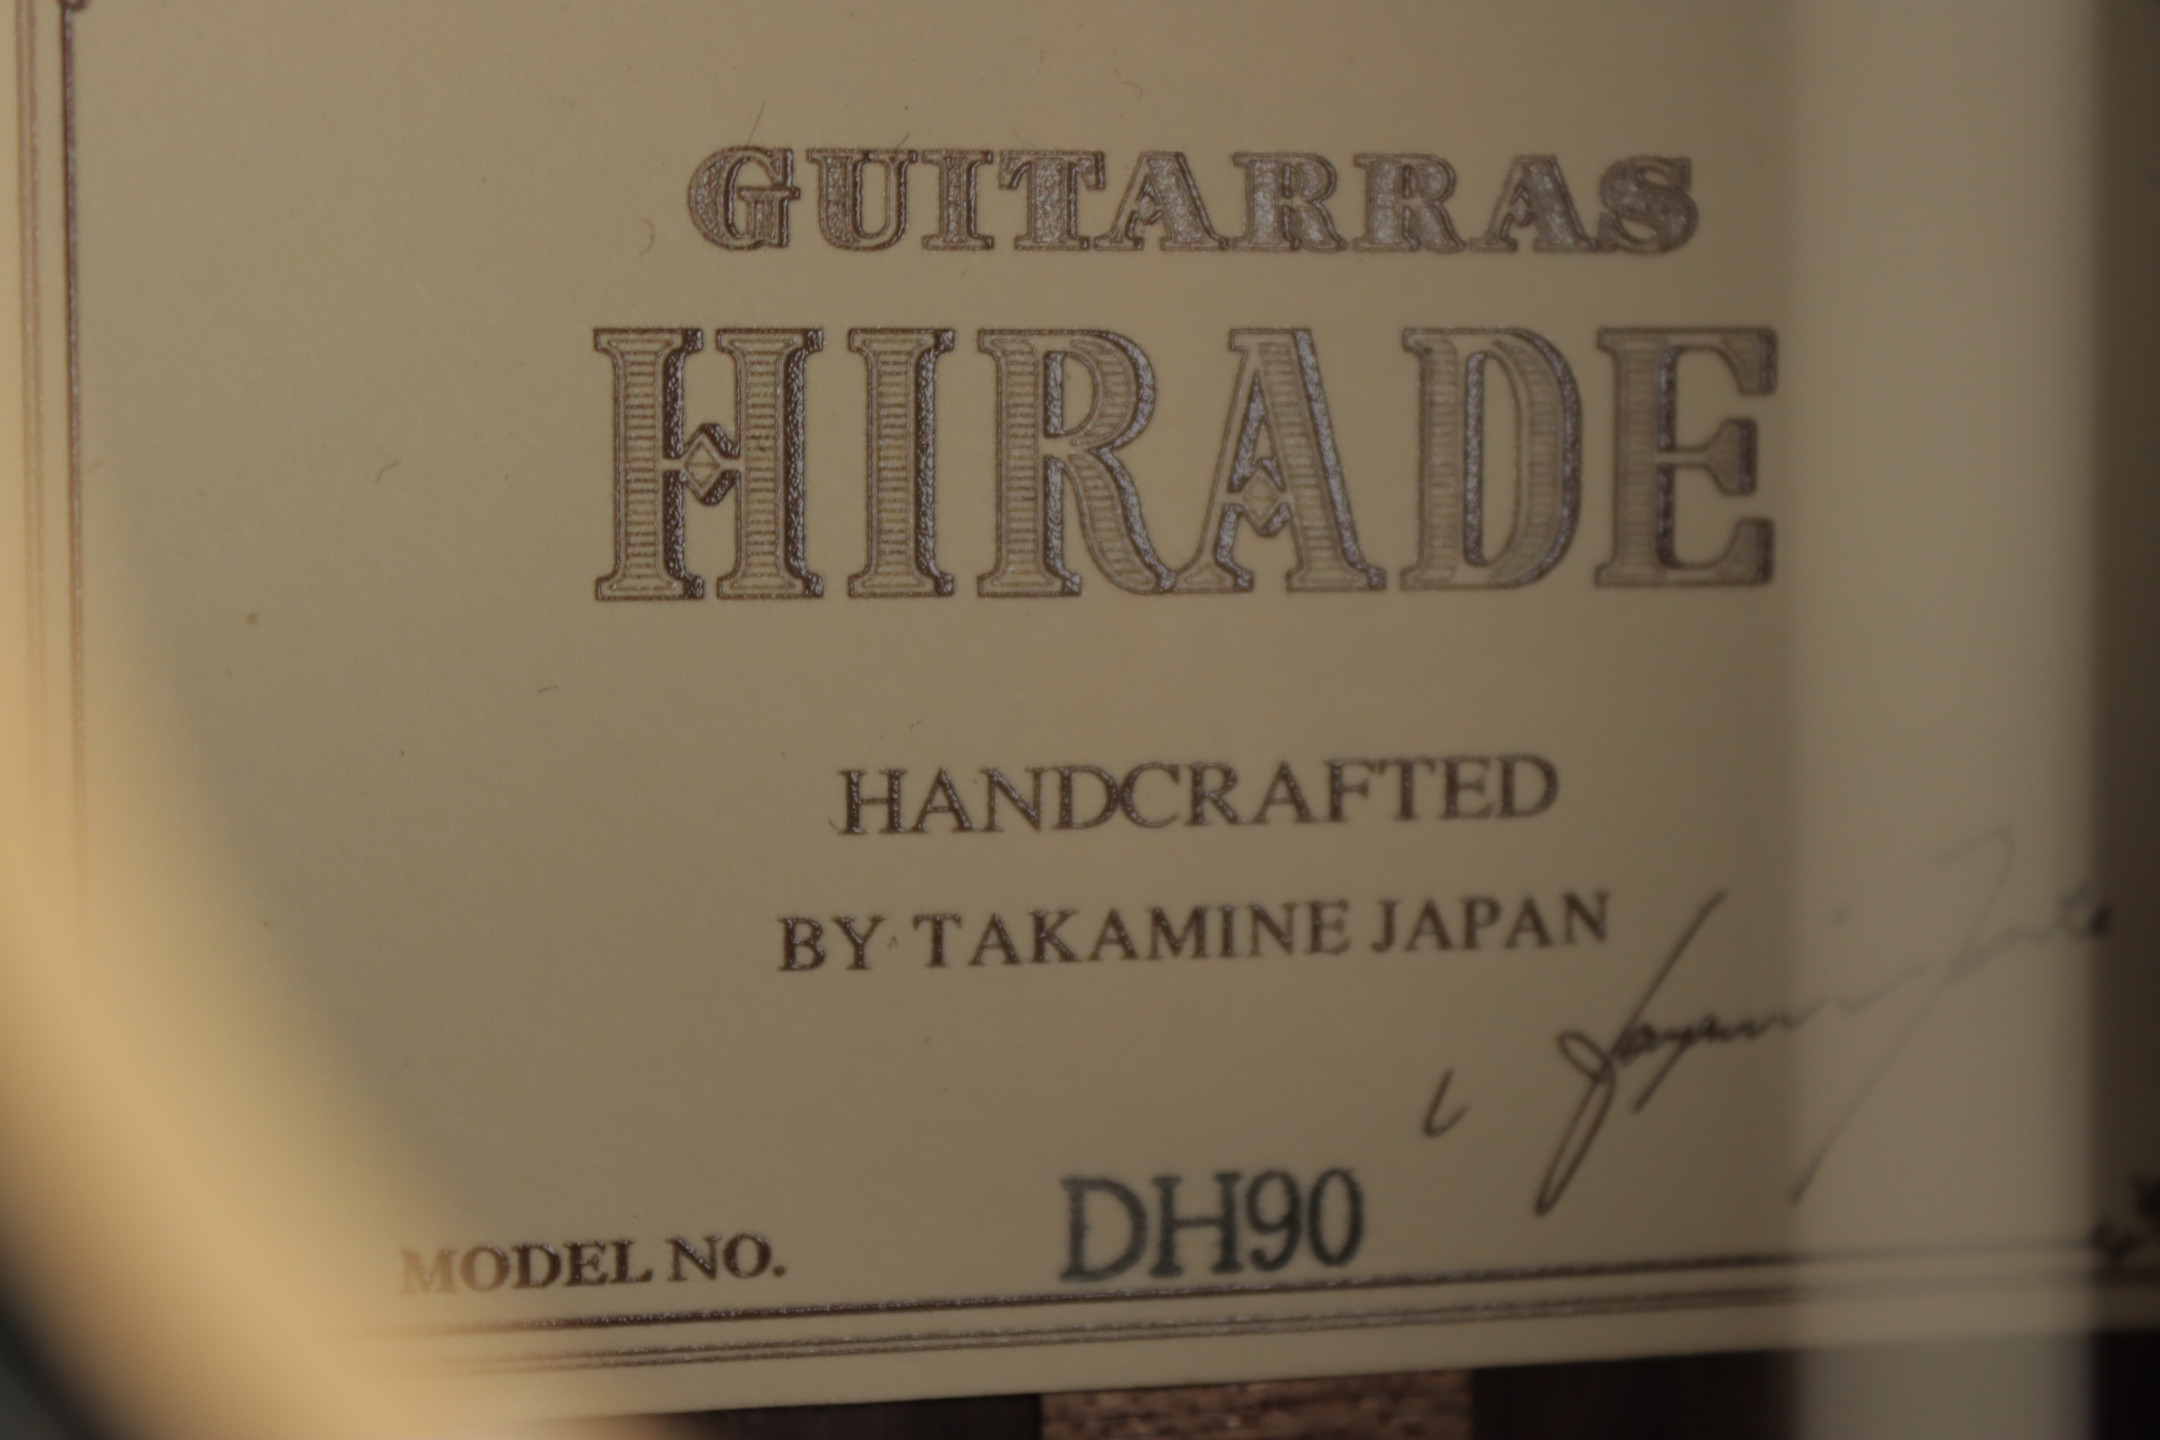 GUITARRAS
HIRADE
HANDCRAFTED
BY TAKAMINE JAPAN
MODEL NO. DH90